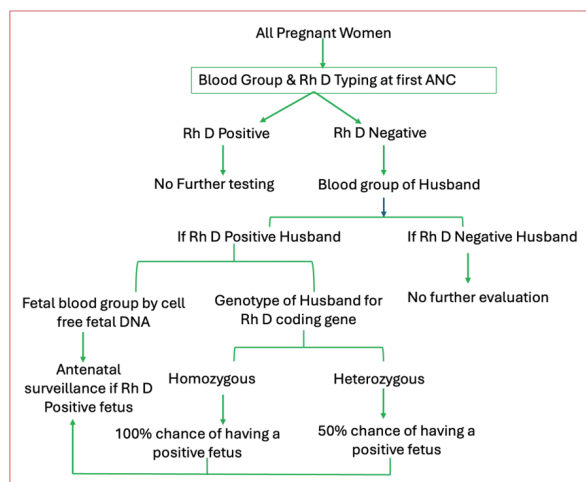 All Pregnant Women
Blood Group & Rh D Typing at first ANC
Rh D Positive
Rh D Negative
No Further testing
Blood group of Husband
If Rh D Positive Husband
If Rh D Negative Husband
Fetal blood group by cell
free fetal DNA
Genotype of Husband for
Rh D coding gene
No further evaluation
Antenatal
surveillance if Rh D
Positive fetus
Homozygous
Heterozygous
100% chance of having a
positive fetus
50% chance of having a
positive fetus